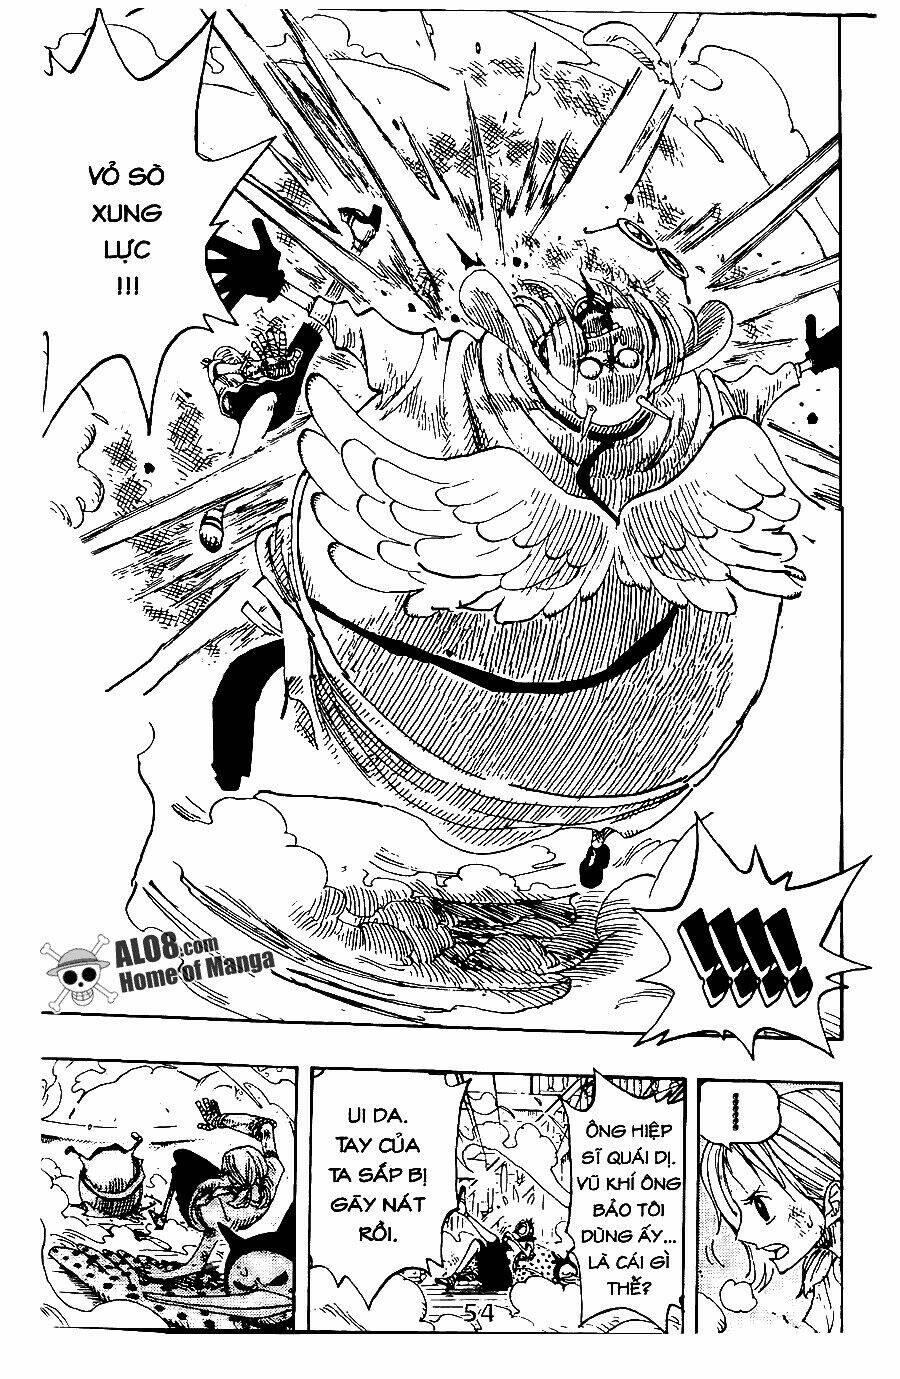 VỎ SÒ
XUNG
LỰC
!!!
!!!!
AL08.com
Home of Manga
UI DA.
TAY CỦA
TA SẮP BỊ
GÃY NÁT
RỒI.
ÔNG HIỆP
SĨ QUÁI DỊ.
VŨ KHÍ ÔNG
BẢO TÔI
DÙNG ẤY...
LÀ CÁI GÌ
THẾ?
......
54